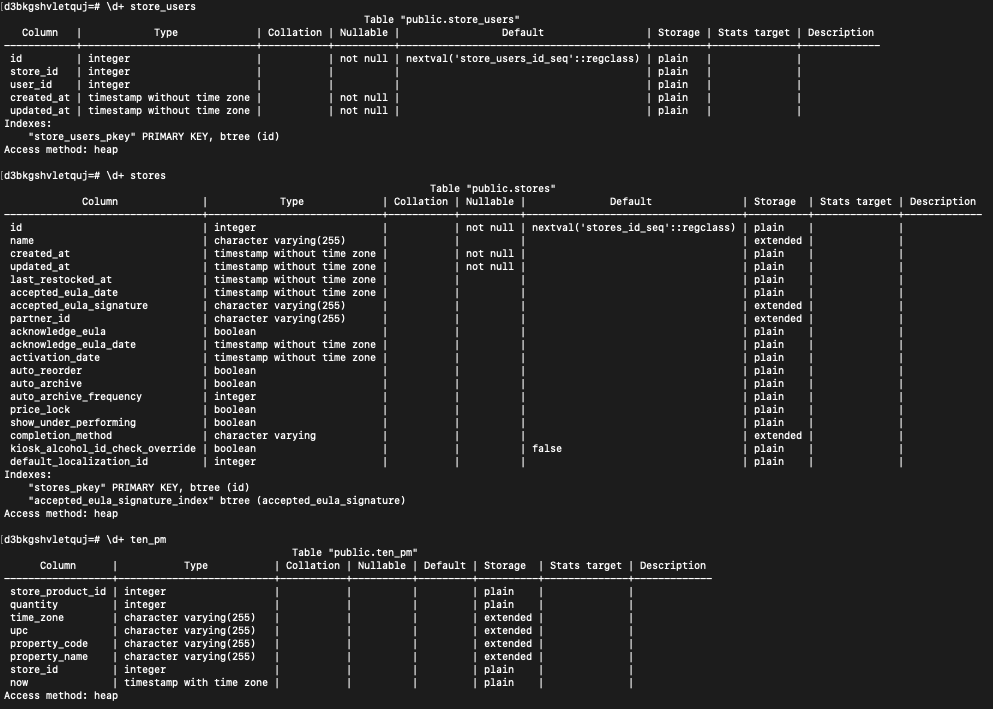 [d3bkgshvletquj=# \d+ store_users
Table "public.store_users"
Column | Type | Collation | Nullable | Default | Storage | Stats target | Description
id | integer | | not null | nextval('store_users_id_seq'::regclass) | plain | |
store_id | integer | | | | plain | |
user_id | integer | | | | plain | |
created_at | timestamp without time zone | | not null | | plain | |
updated_at | timestamp without time zone | | not null | | plain | |
Indexes:
"store_users_pkey" PRIMARY KEY, btree (id)
Access method: heap
[d3bkgshvletquj=# \d+ stores
Table "public.stores"
Column | Type | Collation | Nullable | Default | Storage | Stats target | Description
id | integer | | not null | nextval('stores_id_seq'::regclass) | plain | |
name | character varying(255) | | | | extended | |
created_at | timestamp without time zone | | not null | | plain | |
updated_at | timestamp without time zone | | not null | | plain | |
last_restocked_at | timestamp without time zone | | | | plain | |
accepted_eula_date | timestamp without time zone | | | | plain | |
accepted_eula_signature | character varying(255) | | | | extended | |
partner_id | character varying(255) | | | | extended | |
acknowledge_eula | boolean | | | | plain | |
acknowledge_eula_date | timestamp without time zone | | | | plain | |
activation_date | timestamp without time zone | | | | plain | |
auto_reorder | boolean | | | | plain | |
auto_archive | boolean | | | | plain | |
auto_archive_frequency | integer | | | | plain | |
price_lock | boolean | | | | plain | |
show_under_performing | boolean | | | | plain | |
completion_method | character varying | | | | extended | |
kiosk_alcohol_id_check_override | boolean | | | false | plain | |
default_localization_id | integer | | | | plain | |
Indexes:
"stores_pkey" PRIMARY KEY, btree (id)
"accepted_eula_signature_index" btree (accepted_eula_signature)
Access method: heap
[d3bkgshvletquj=# \d+ ten_pm
Table "public.ten_pm"
Column | Type | Collation | Nullable | Default | Storage | Stats target | Description
store_product_id | integer | | | | plain | |
quantity | integer | | | | plain | |
time_zone | character varying(255) | | | | extended | |
upc | character varying(255) | | | | extended | |
property_code | character varying(255) | | | | extended | |
property_name | character varying(255) | | | | extended | |
store_id | integer | | | | plain | |
now | timestamp with time zone | | | | plain | |
Access method: heap